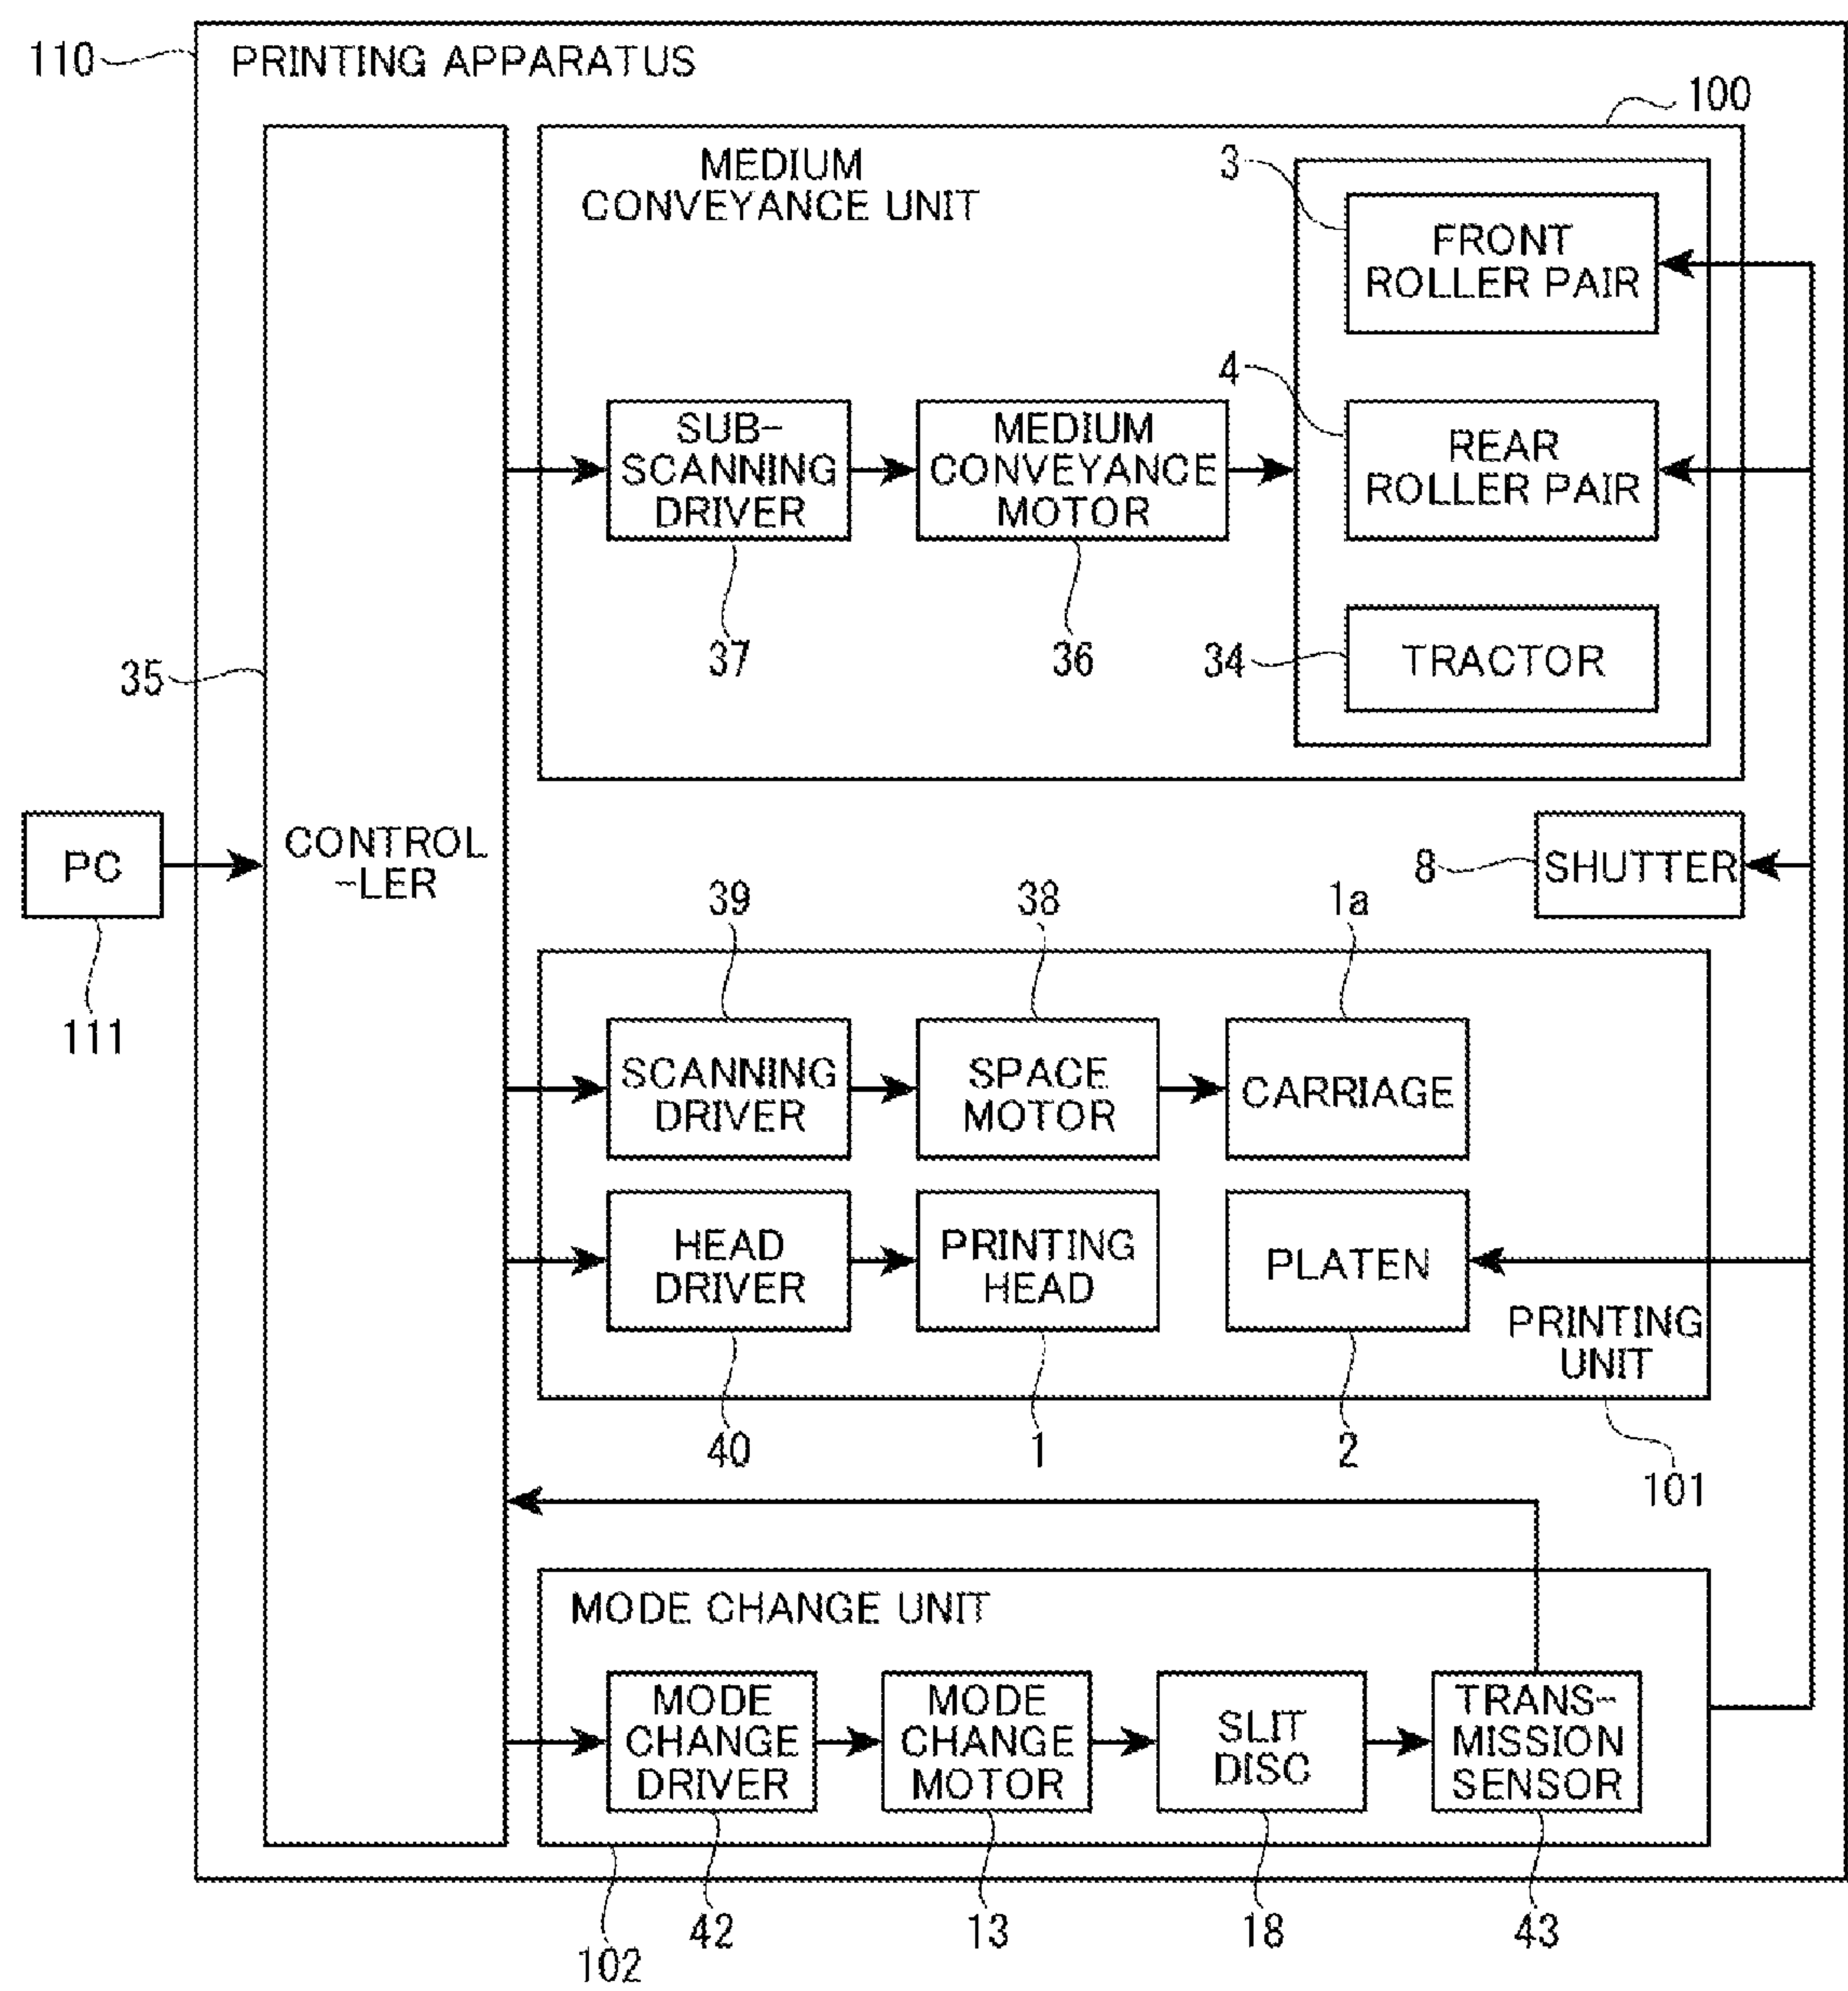 110
PRINTING APPARATUS
100
MEDIUM
CONVEYANCE UNIT
3
FRONT
ROLLER PAIR
4
SUB-
SCANNING
DRIVER
MEDIUM
CONVEYANCE
MOTOR
REAR
ROLLER PAIR
37
36
34
TRACTOR
35
PC
111
CONTROL
-LER
8
SHUTTER
39
38
1a
SCANNING
DRIVER
SPACE
MOTOR
CARRIAGE
HEAD
DRIVER
PRINTING
HEAD
PLATEN
PRINTING
UNIT
40
1
2
101
MODE CHANGE UNIT
MODE
CHANGE
DRIVER
MODE
CHANGE
MOTOR
SLIT
DISC
TRANS-
MISSION
SENSOR
102
42
13
18
43